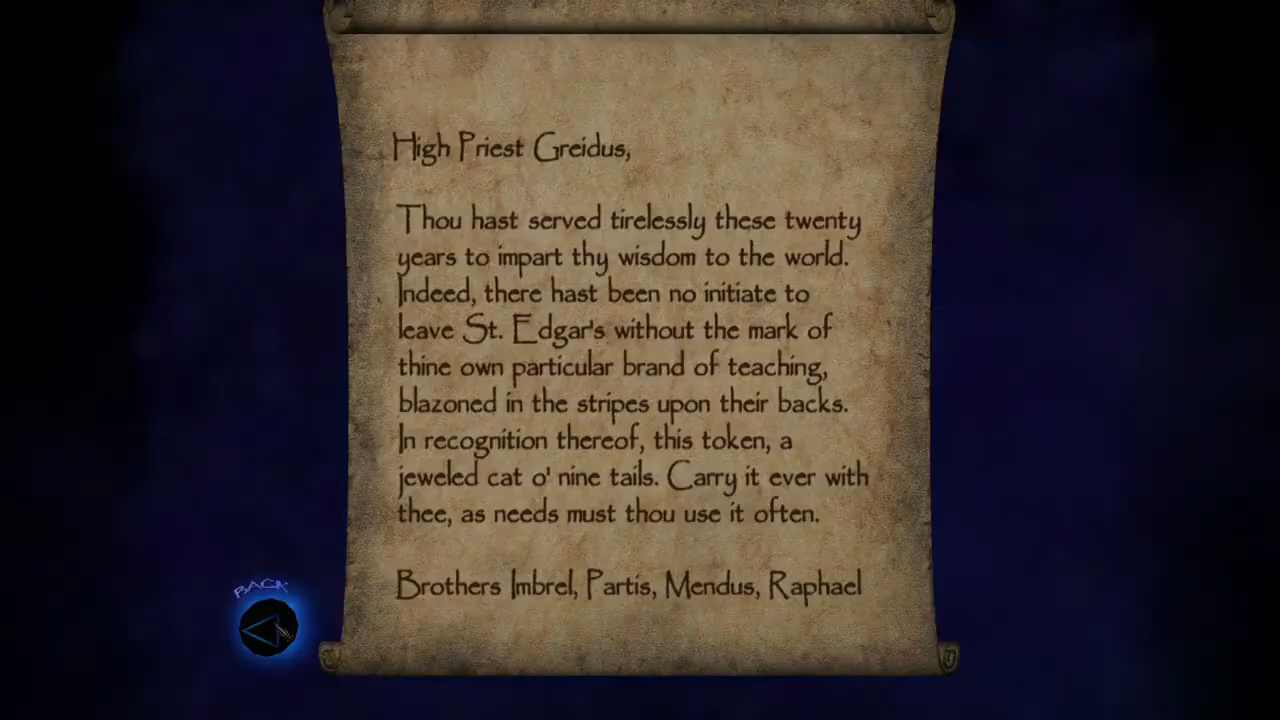 High Priest Greidus,
Thou hast served tirelessly these twenty
years to impart thy wisdom to the world.
Indeed, there hast been no initiate to
leave St. Edgar's without the mark of
thine own particular brand of teaching,
blazoned in the stripes upon their backs.
In recognition thereof, this token, a
jeweled cat o' nine tails. Carry it ever with
thee, as needs must thou use it often.
Brothers Imbrel, Partis, Mendus, Raphael
BACK